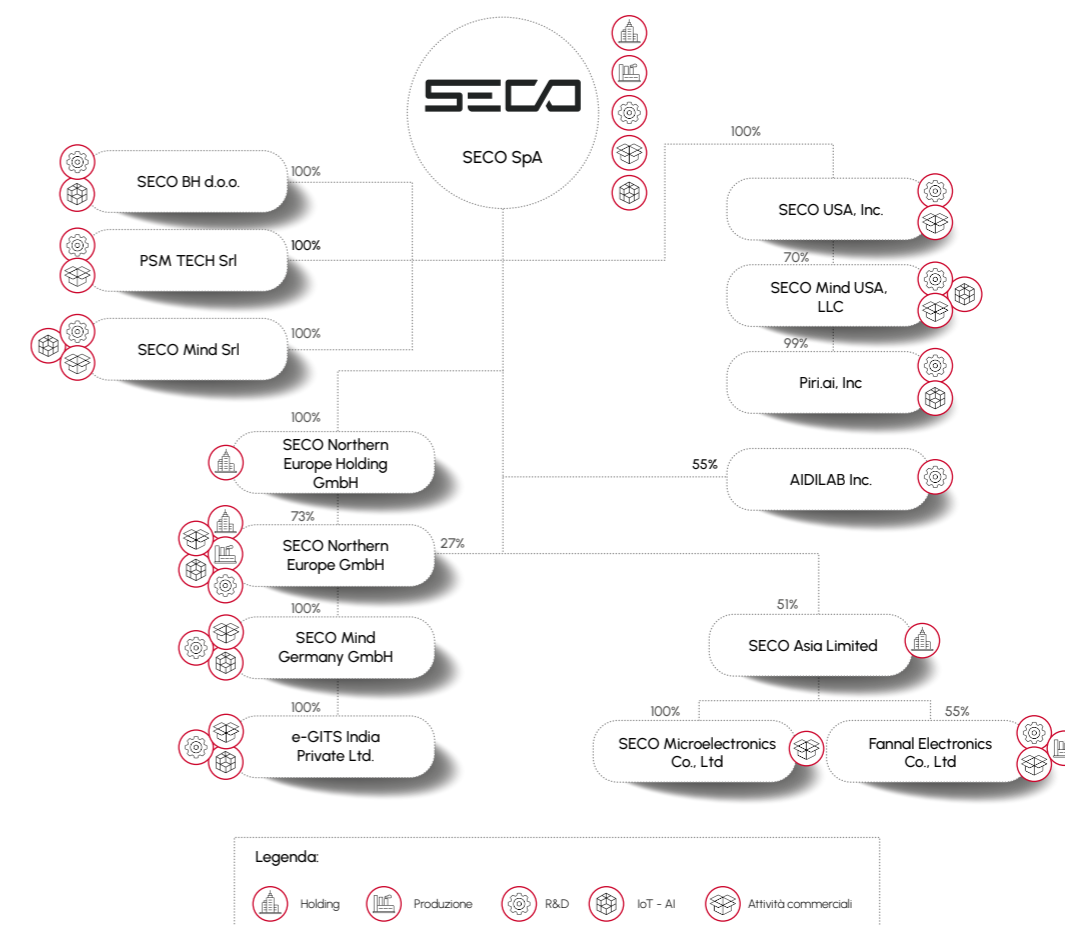 SECO
SECO SpA
100%
SECO BH d.o.o.
100%
PSM TECH Srl
100%
SECO Mind Srl
100%
SECO USA, Inc.
70%
SECO Mind USA,
LLC
99%
Piri.ai, Inc
55%
AIDILAB Inc.
100%
SECO Northern
Europe Holding
GmbH
73%
SECO Northern
Europe GmbH
27%
100%
SECO Mind
Germany GmbH
100%
e-GITS India
Private Ltd.
51%
SECO Asia Limited
100%
SECO Microelectronics
Co., Ltd
55%
Fannal Electronics
Co., Ltd
Legenda:
Holding
Produzione
R&D
IoT - AI
Attività commerciali